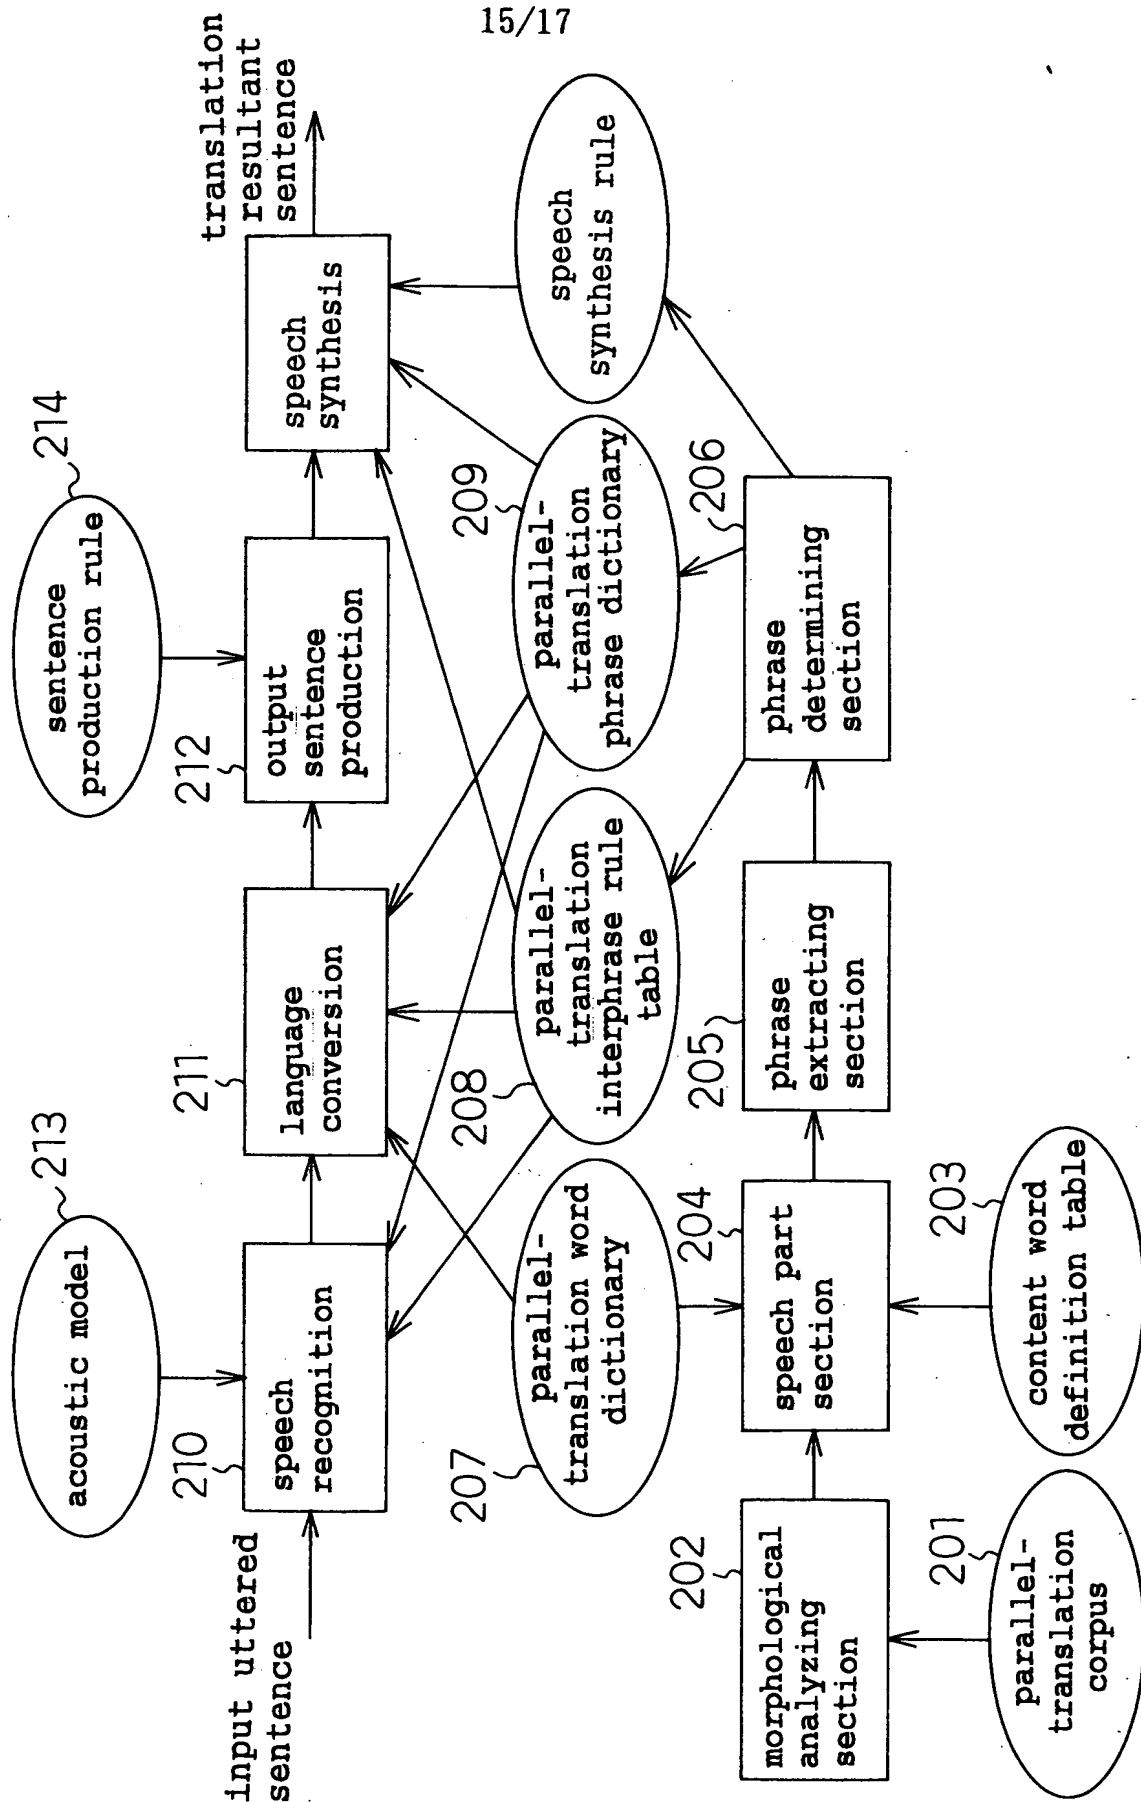 15/17
acoustic model
213
sentence
production rule
214
input uttered
sentence
210
speech
recognition
211
language
conversion
212
output
sentence
production
speech
synthesis
translation
resultant
sentence
207
parallel-
translation word
dictionary
208
parallel-
translation
interphrase rule
table
209
parallel-
translation
phrase dictionary
speech
synthesis rule
202
morphological
analyzing
section
204
speech part
section
205
phrase
extracting
section
206
phrase
determining
section
201
parallel-
translation
corpus
203
content word
definition table